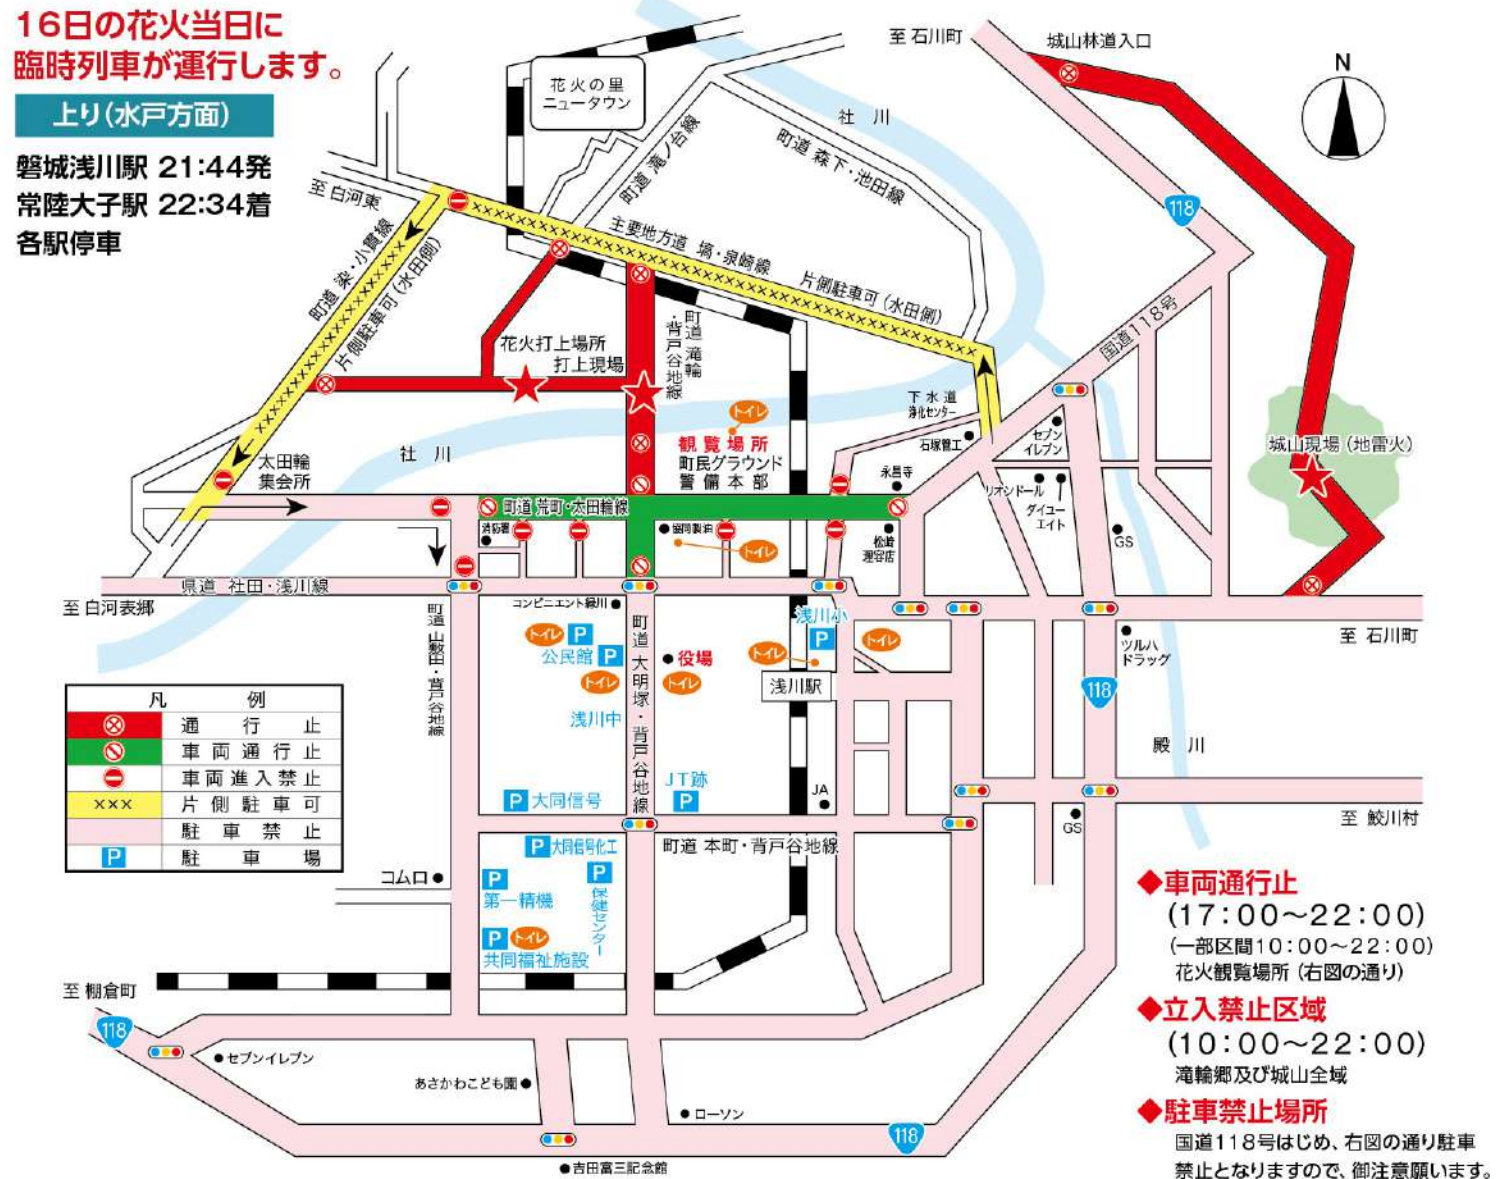 16日の花火当日に
臨時列車が運行します。
上り(水戸方面)
磐城浅川駅 21:44発
常陸大子駅 22:34着
各駅停車
花火の里
ニュータウン
至 石川町
城山林道入口
N
社川
町道 滝ノ台線
町道 森下・池田線
至 白河東
118
主要地方道 塙・泉崎線
片側駐車可(水田側)
町道 染・小貫線
片側駐車可(水田側)
国道118号
花火打上場所
打上現場
町道 滝輪
・背戸谷地線
下水道
浄化センター
トイレ
観覧場所
町民グラウンド
警備本部
石塚管工
セブン
イレブン
城山現場(地雷火)
社川
太田輪
集会所
永昌寺
リオンドール
ダイユー
エイト
町道 荒町・太田輪線
消防署
協同製油
トイレ
松崎
理容店
GS
県道 社田・浅川線
至 白河表郷
コンビニエント緑川
浅川小
P
トイレ
至 石川町
トイレ
P
公民館
P
町道 大明塚・背戸谷地線
役場
トイレ
ツルハ
ドラッグ
町道 山敷田・背戸谷地線
トイレ
トイレ
浅川駅
118
浅川中
殿川
凡例
通行止
車両通行止
車両進入禁止
××× 片側駐車可
駐車禁止
P 駐車場
JT跡
P
P 大同信号
JA
GS
至 鮫川村
P 大同信号化工
町道 本町・背戸谷地線
コムロ
P
第一精機
P
保健センター
P
トイレ
共同福祉施設
至 棚倉町
118
セブンイレブン
あさかわこども園
ローソン
118
吉田富三記念館
◆車両通行止
(17:00～22:00)
(一部区間10:00～22:00)
花火観覧場所(右図の通り)
◆立入禁止区域
(10:00～22:00)
滝輪郷及び城山全域
◆駐車禁止場所
国道118号はじめ、右図の通り駐車
禁止となりますので、御注意願います。